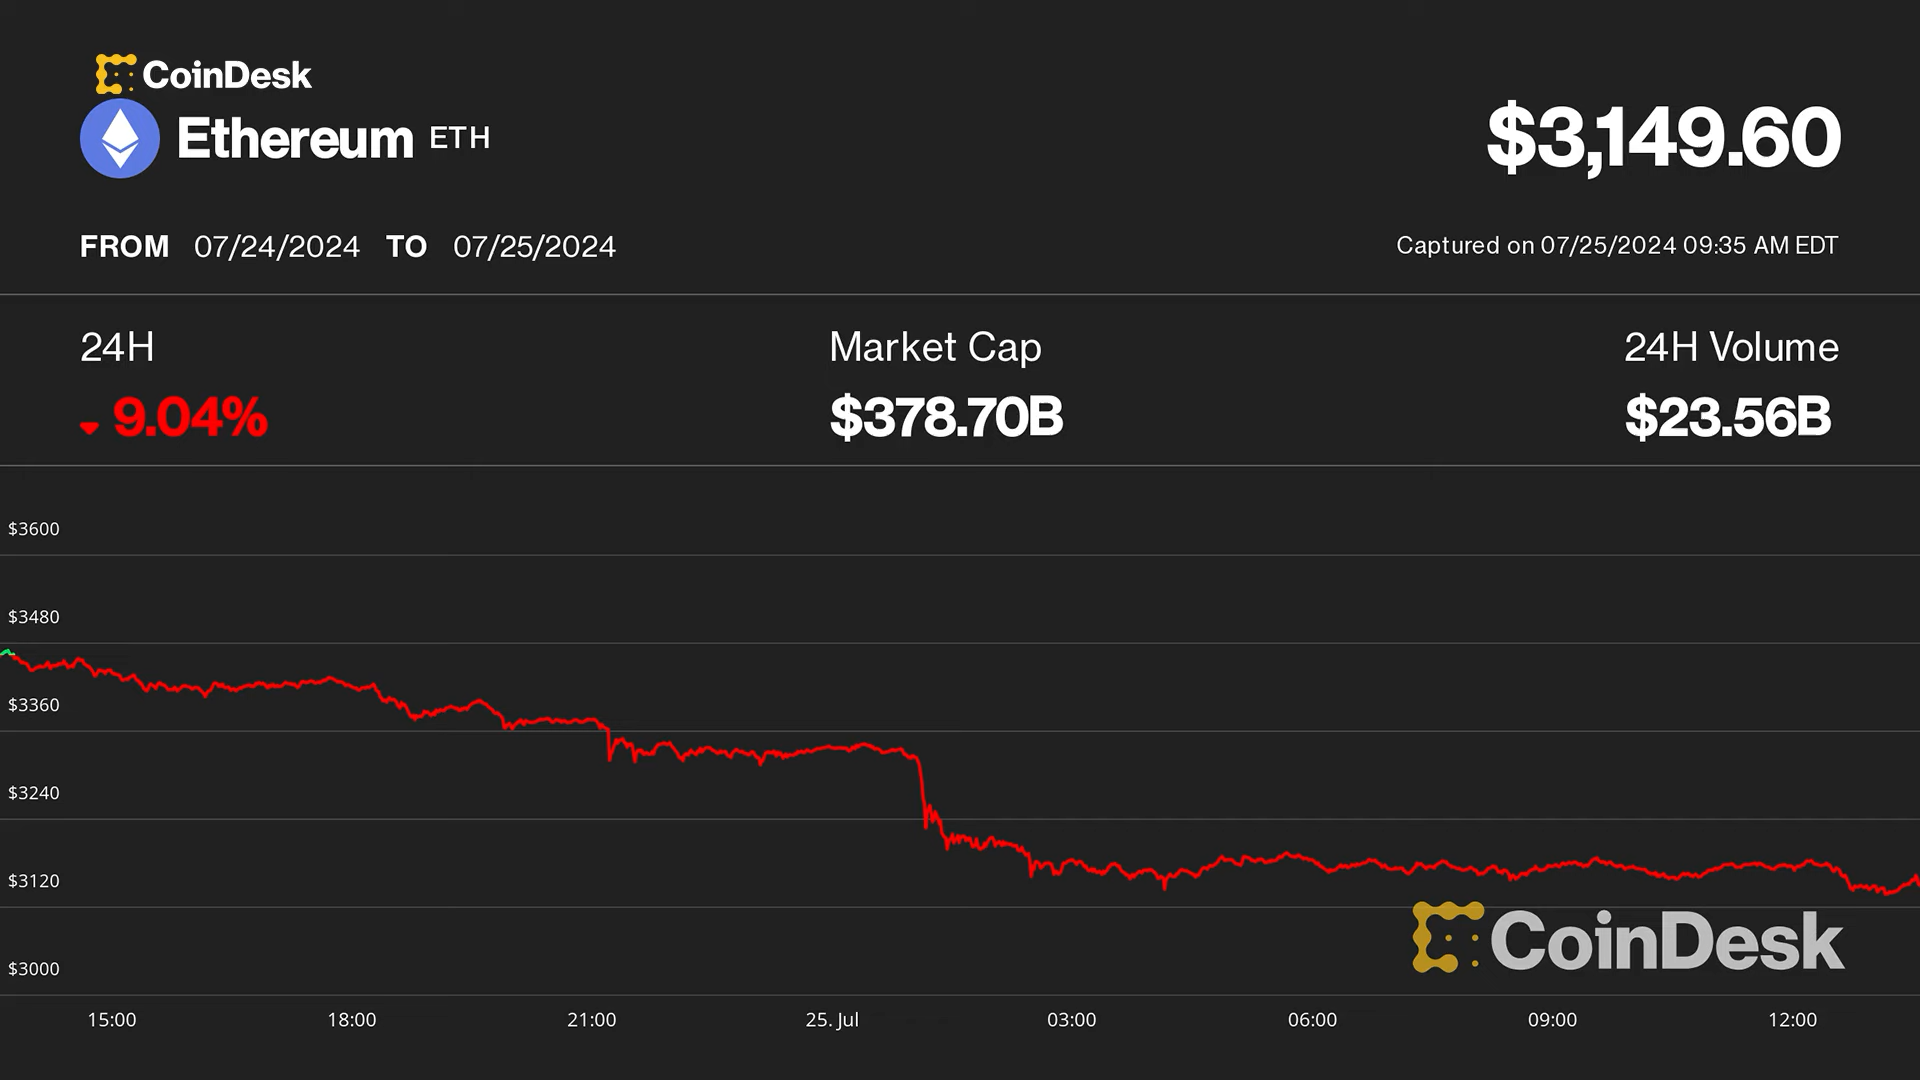 CoinDesk
Ethereum ETH
$3,149.60
FROM 07/24/2024 TO 07/25/2024
Captured on 07/25/2024 09:35 AM EDT
24H
9.04%
Market Cap
$378.70B
24H Volume
$23.56B
$3600
$3480
$3360
$3240
$3120
$3000
CoinDesk
15:00 18:00 21:00 25. Jul 03:00 06:00 09:00 12:00